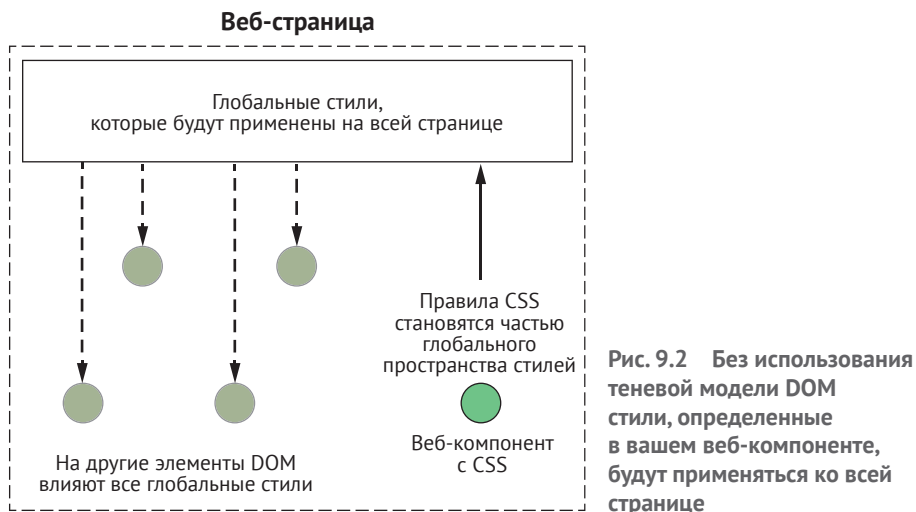 Веб-страница
Глобальные стили,
которые будут применены на всей странице
Правила CSS
становятся частью
глобального
пространства стилей
Веб-компонент
с CSS
На другие элементы DOM
влияют все глобальные стили
Рис. 9.2 Без использования
теневой модели DOM
стили, определенные
в вашем веб-компоненте,
будут применяться ко всей
странице